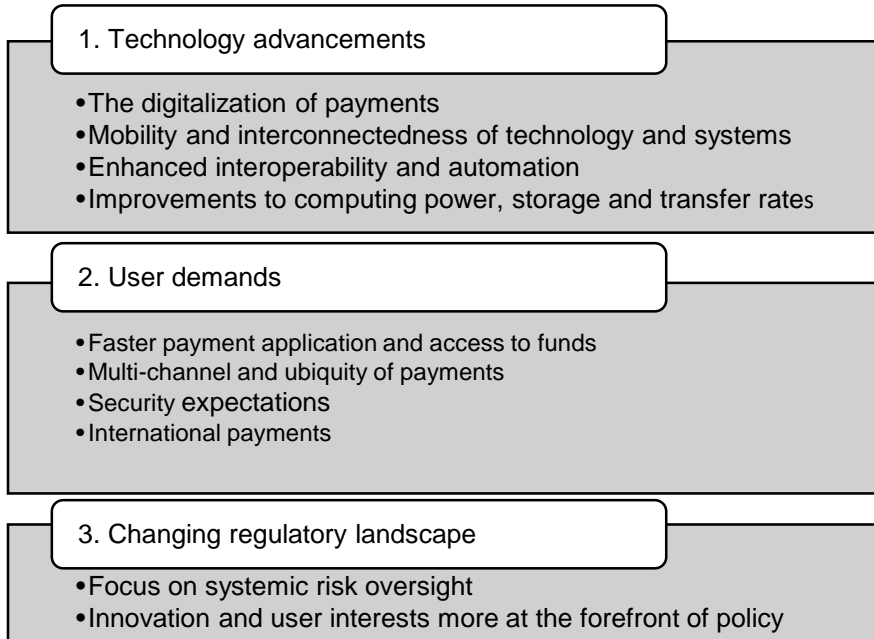 1. Technology advancements
•The digitalization of payments
•Mobility and interconnectedness of technology and systems
•Enhanced interoperability and automation
•Improvements to computing power, storage and transfer rates
2. User demands
•Faster payment application and access to funds
•Multi-channel and ubiquity of payments
•Security expectations
•International payments
3. Changing regulatory landscape
•Focus on systemic risk oversight
•Innovation and user interests more at the forefront of policy